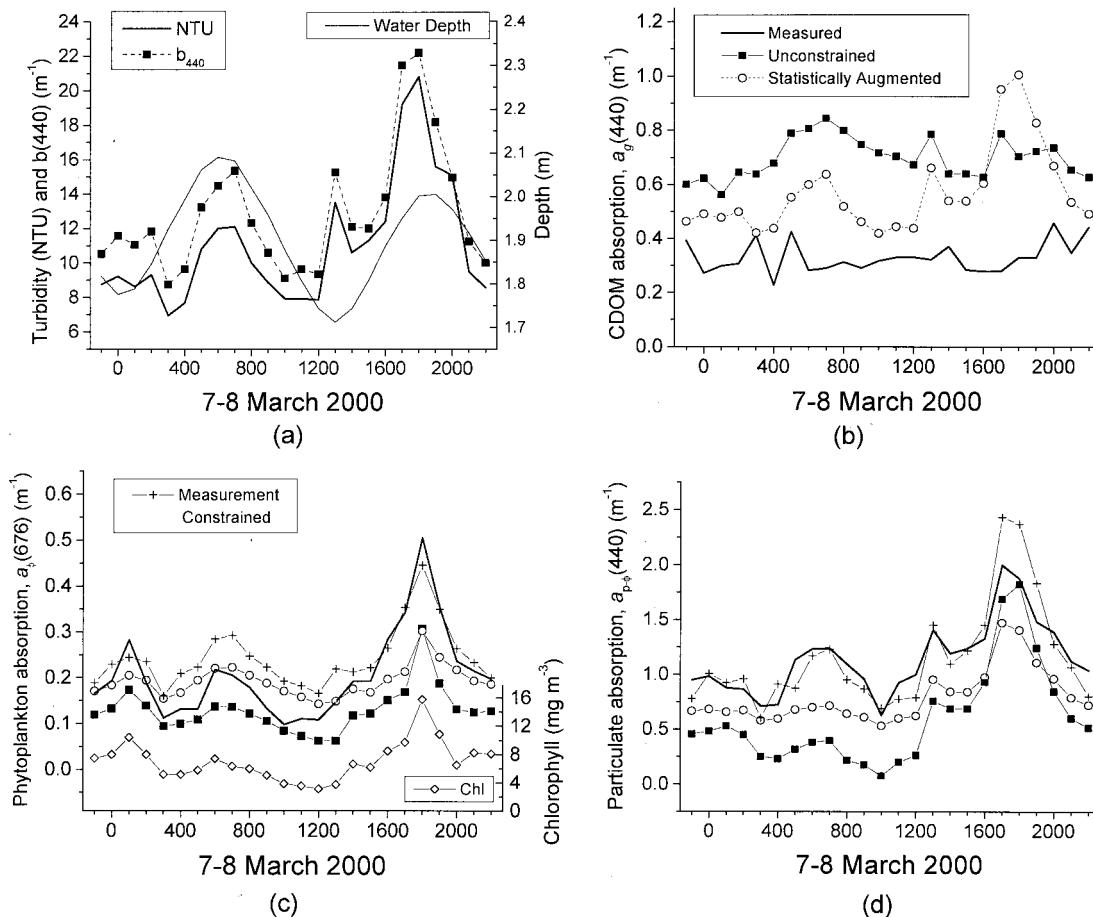 NTU
b440
Water Depth
Turbidity (NTU) and b(440) (m-1)
24
22
20
18
16
14
12
10
8
6
2.4
2.3
2.2
2.1
2.0
1.9
1.8
1.7
Depth (m)
0 400 800 1200 1600 2000
7-8 March 2000
(a)
Measured
Unconstrained
Statistically Augmented
CDOM absorption, ag(440) (m-1)
1.2
1.0
0.8
0.6
0.4
0.2
0.0
0 400 800 1200 1600 2000
7-8 March 2000
(b)
Measurement
Constrained
Phytoplankton absorption, aϕ(676) (m-1)
0.6
0.5
0.4
0.3
0.2
0.1
0.0
16
12
8
4
0
Chlorophyll (mg m-3)
Chl
0 400 800 1200 1600 2000
7-8 March 2000
(c)
Particulate absorption, ap-ϕ(440) (m-1)
2.5
2.0
1.5
1.0
0.5
0.0
0 400 800 1200 1600 2000
7-8 March 2000
(d)